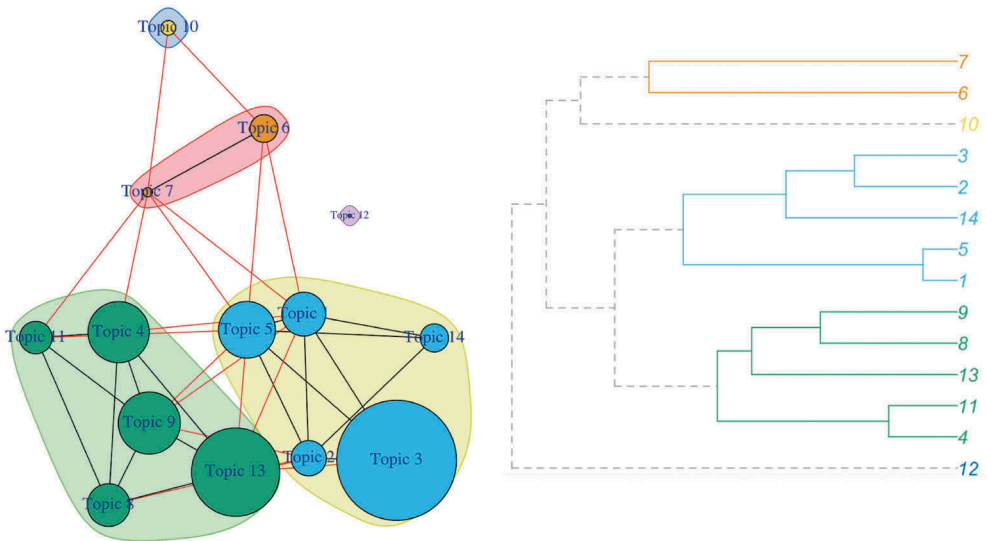 Topic 10
Topic 6
Topic 7
Topic 12
Topic
Topic 11
Topic 4
Topic 5
Topic 14
Topic 9
Topic 2
Topic 3
Topic 13
Topic 8
7
6
10
3
2
14
5
1
9
8
13
11
4
12